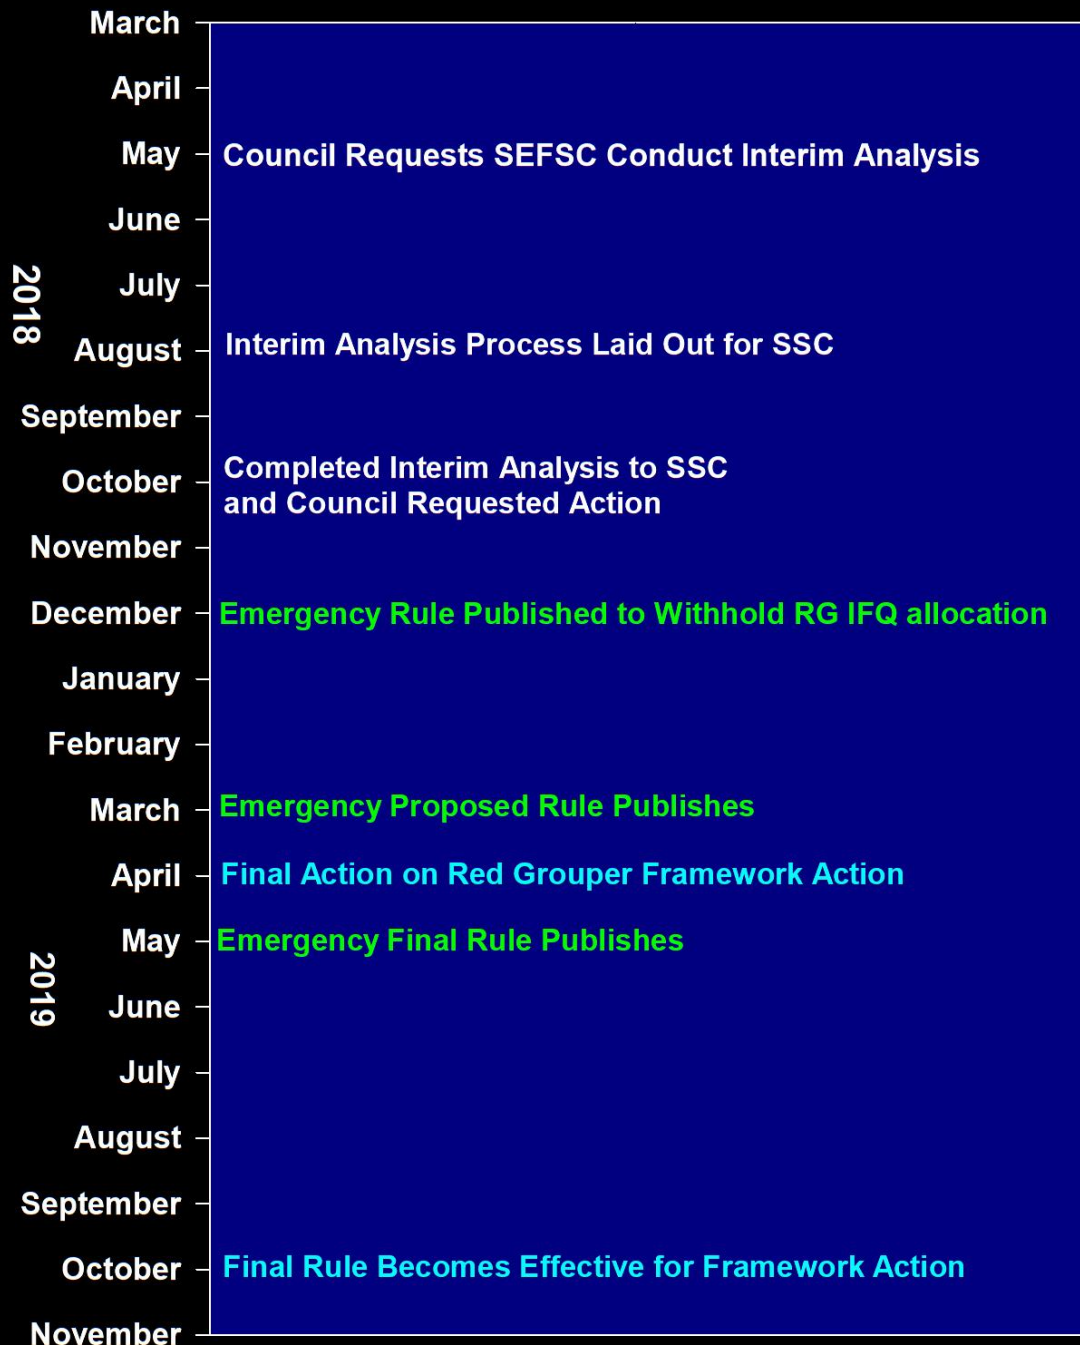 March
April
May Council Requests SEFSC Conduct Interim Analysis
June
2018
July
August Interim Analysis Process Laid Out for SSC
September
October Completed Interim Analysis to SSC
and Council Requested Action
November
December Emergency Rule Published to Withhold RG IFQ allocation
January
February
March Emergency Proposed Rule Publishes
April Final Action on Red Grouper Framework Action
May Emergency Final Rule Publishes
2019
June
July
August
September
October Final Rule Becomes Effective for Framework Action
November